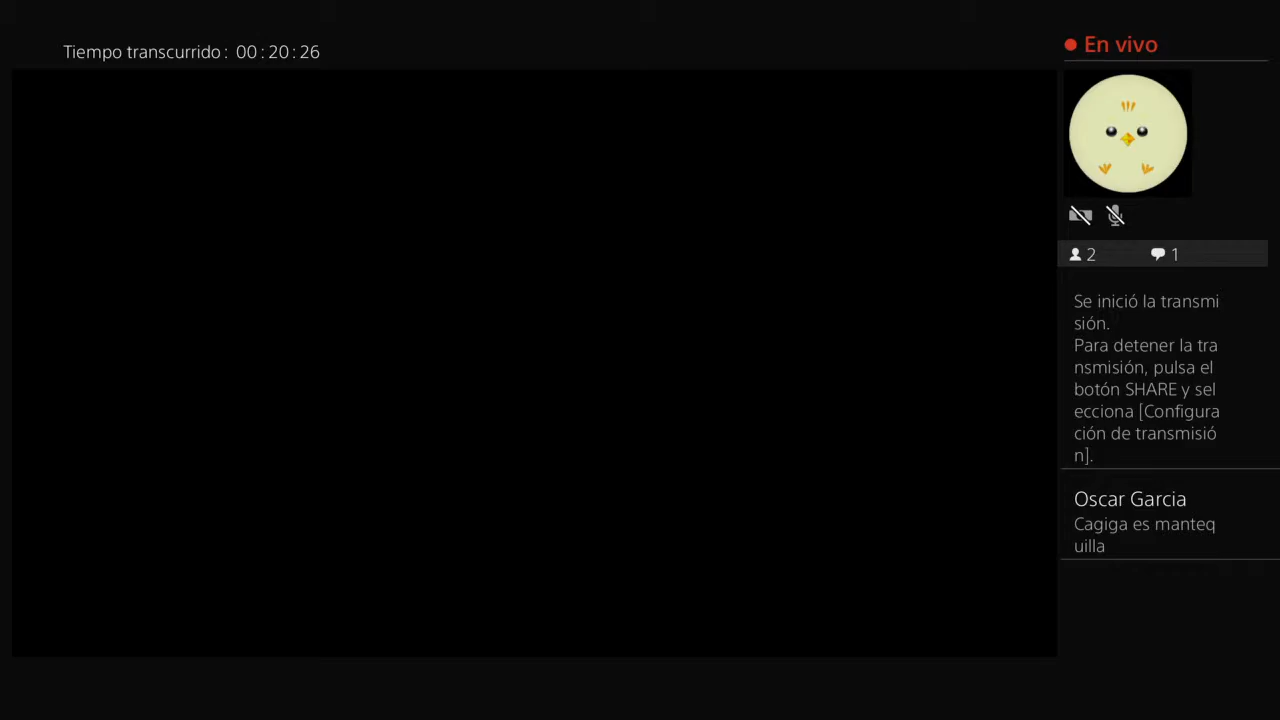 Tiempo transcurrido: 00:20:26
En vivo
2 1
Se inició la transmi
sión.
Para detener la tra
nsmisión, pulsa el
botón SHARE y sel
ecciona [Configura
ción de transmisió
n].
Oscar Garcia
Cagiga es manteq
uilla